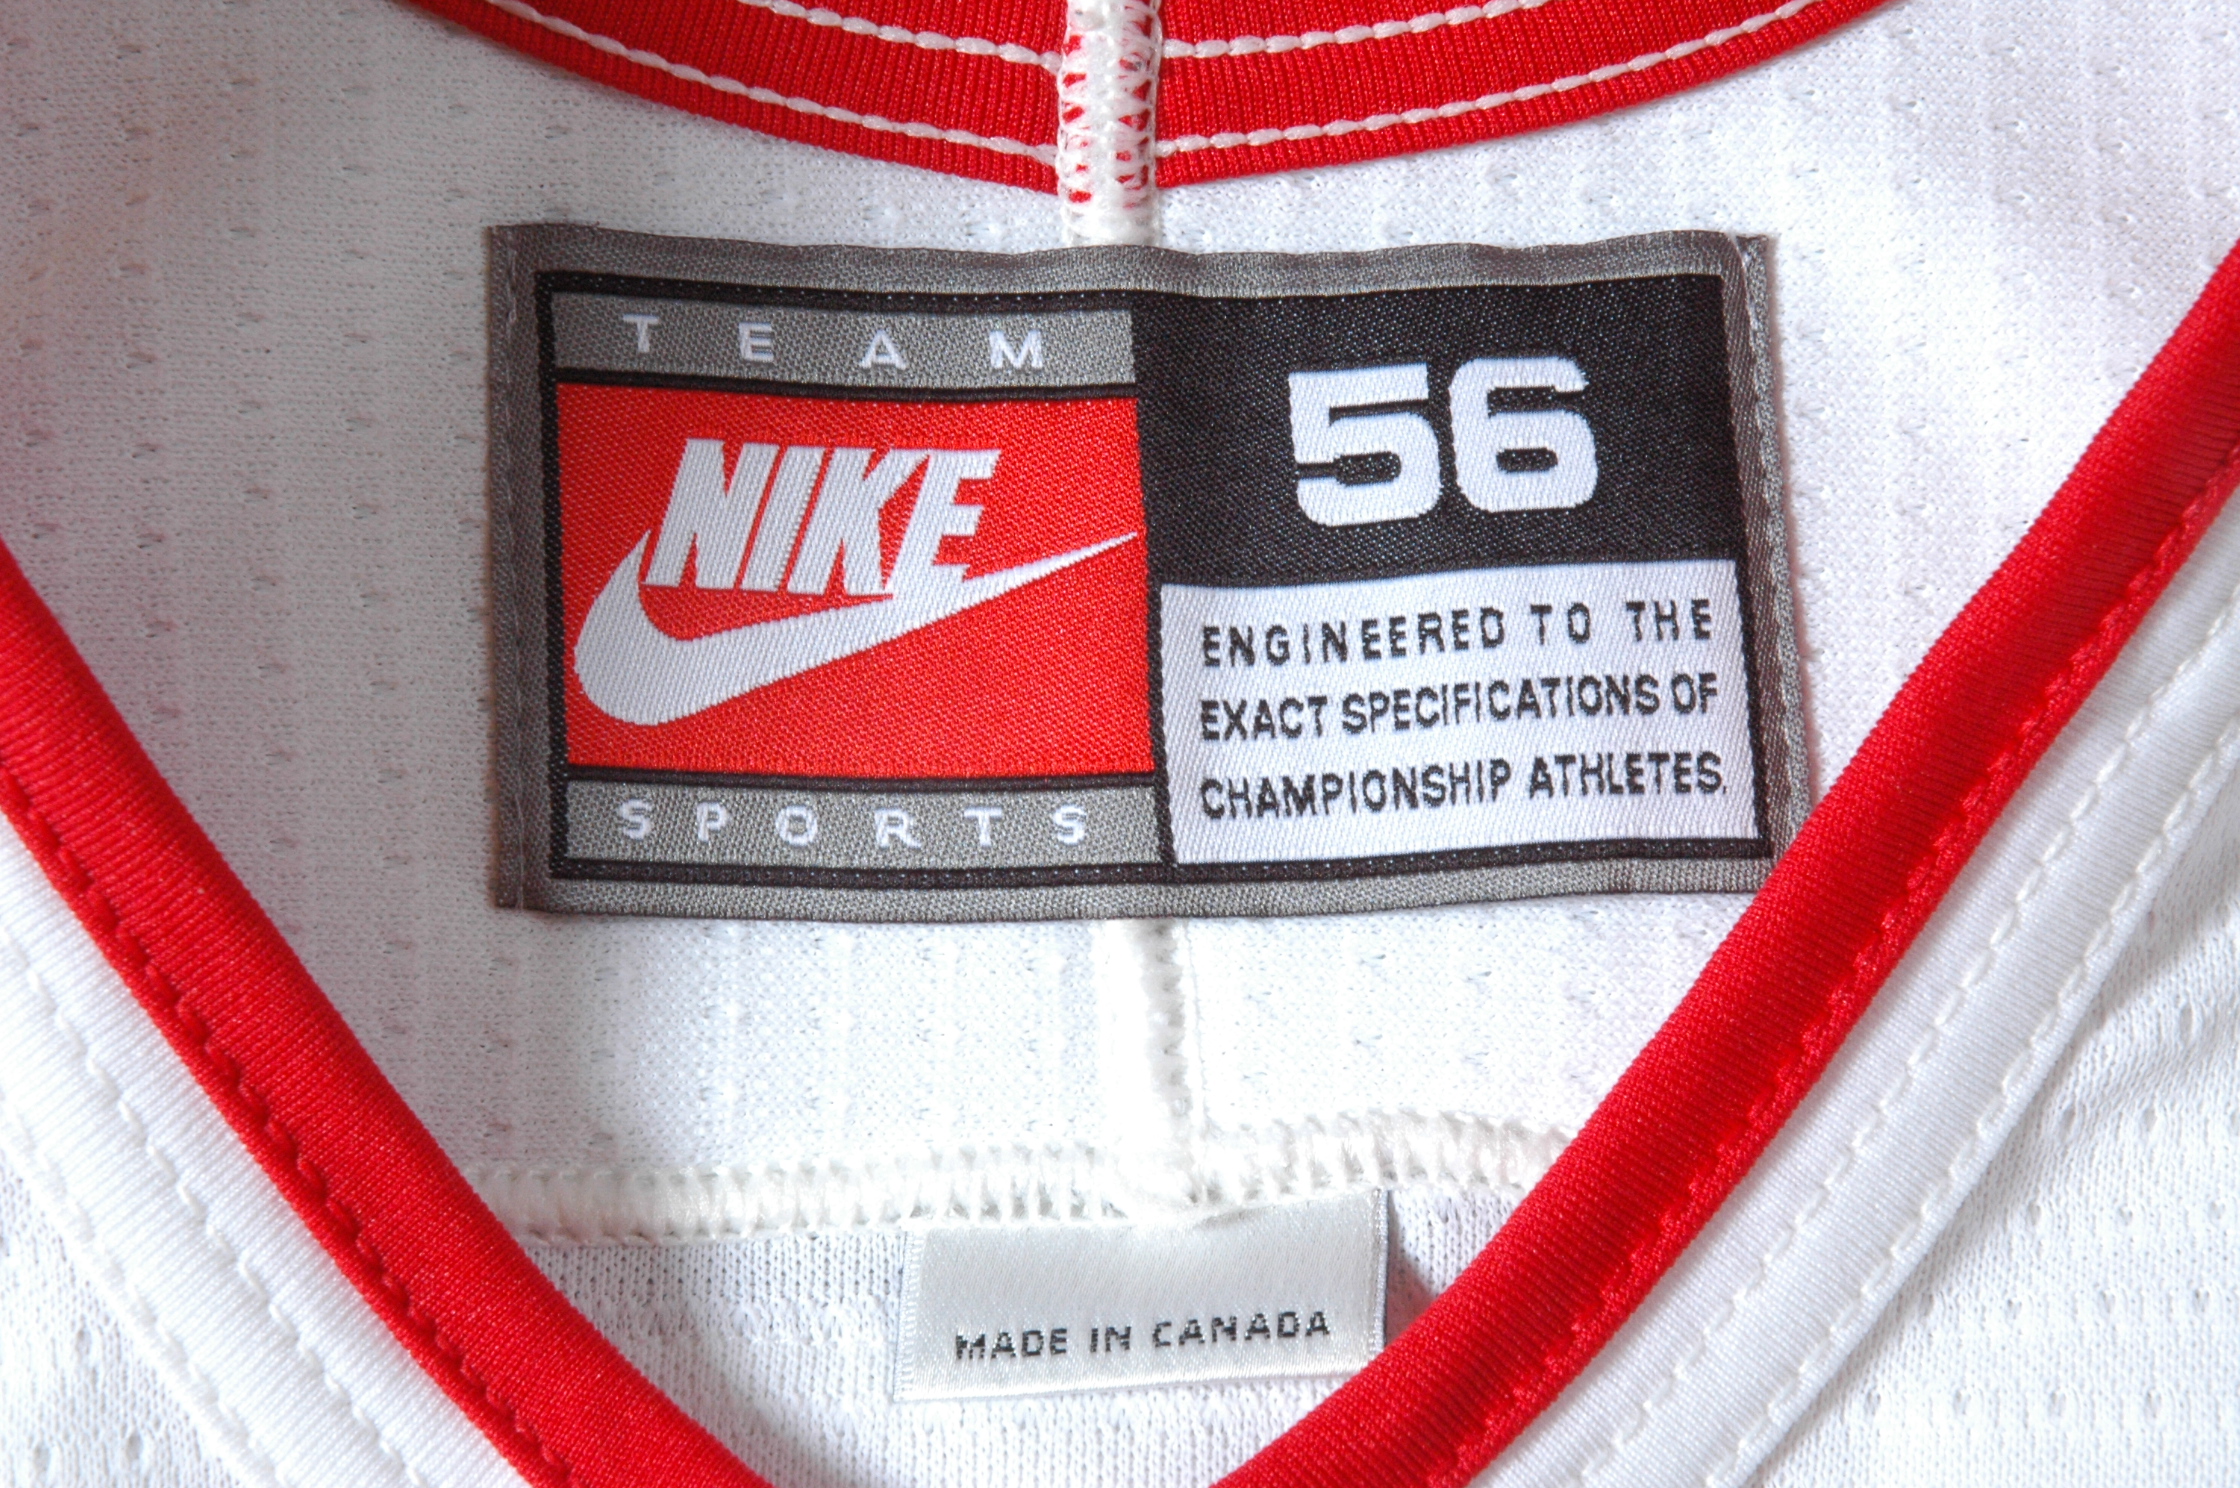 TEAM
NIKE
SPORTS
56
ENGINEERED TO THE
EXACT SPECIFICATIONS OF
CHAMPIONSHIP ATHLETES.
MADE IN CANADA